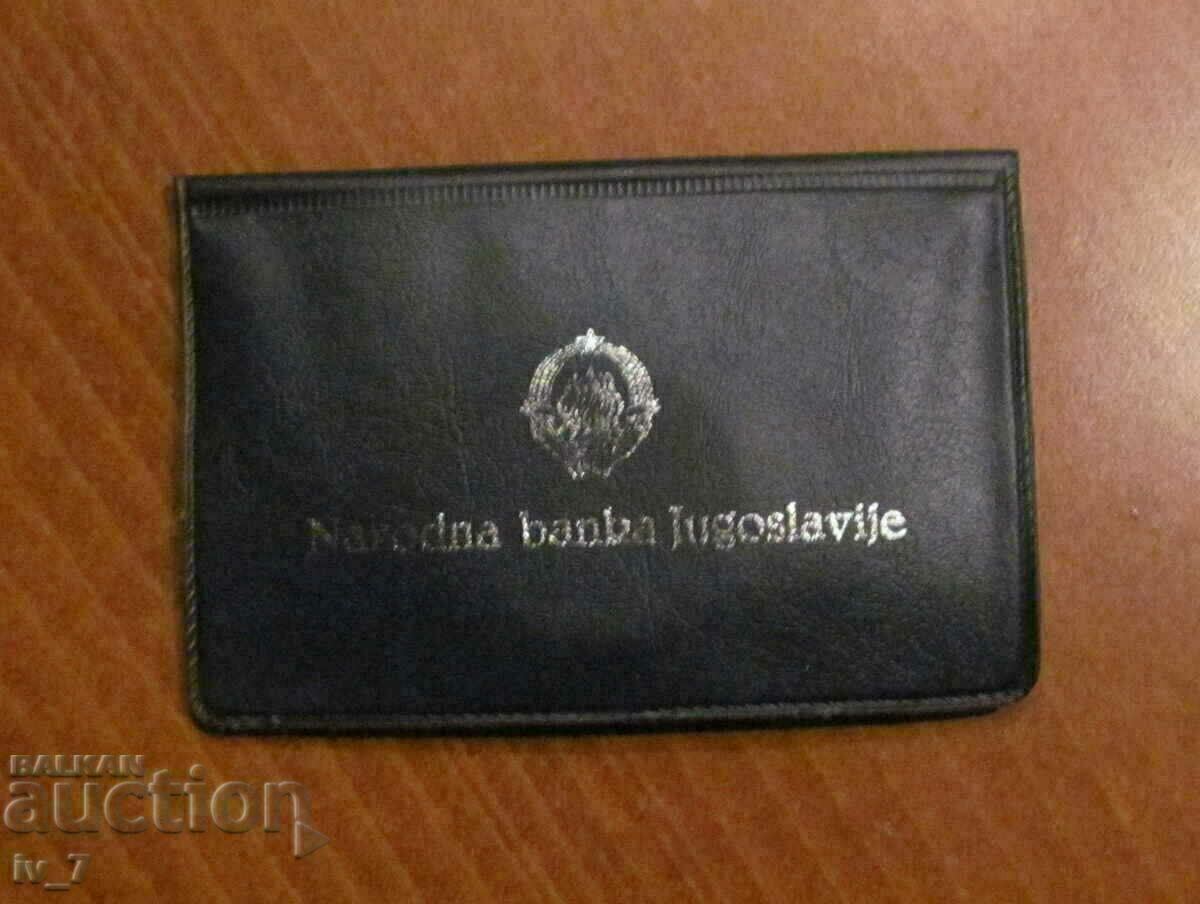 Narodna banka Jugoslavije
BALKAN
auction
iv_7